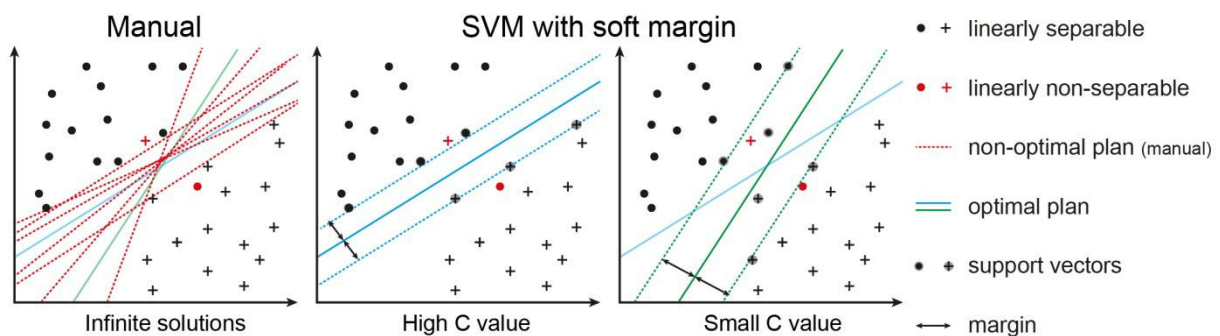 Manual
SVM with soft margin
Infinite solutions
High C value
Small C value
linearly separable
linearly non-separable
non-optimal plan (manual)
optimal plan
support vectors
margin